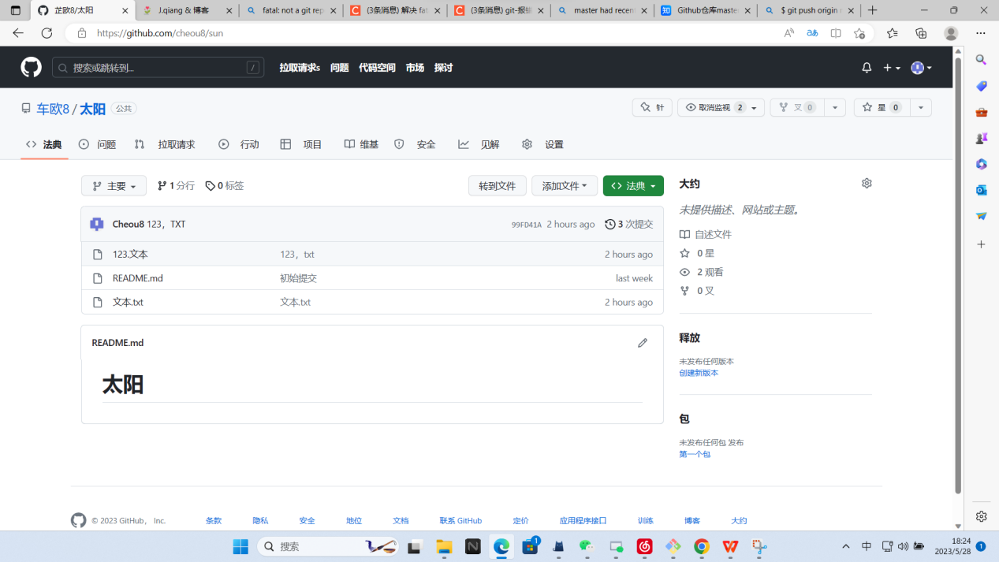 芷欧8/太阳
J.qiang & 博客
fatal: not a git rep
(3条消息) 解决 fat
(3条消息) git-报错
master had recen
Github仓库maste
$ git push origin
https://github.com/cheou8/sun
搜索或跳转到...
/
拉取请求s 问题 代码空间 市场 探讨
车欧8 / 太阳 公共
针
取消监视 2
叉 0
星 0
法典 问题 拉取请求 行动 项目 维基 安全 见解 设置
主要 1 分行 0 标签
转到文件 添加文件 法典
Cheou8 123，TXT 99FD41A 2 hours ago 3 次提交
123.文本 123，txt 2 hours ago
README.md 初始提交 last week
文本.txt 文本.txt 2 hours ago
README.md
太阳
大约
未提供描述、网站或主题。
自述文件
0 星
2 观看
0 叉
释放
未发布任何版本
创建新版本
包
未发布任何包 发布
第一个包
© 2023 GitHub， Inc. 条款 隐私 安全 地位 文档 联系 GitHub 定价 应用程序接口 训练 博客 大约
搜索
1
中
18:24
2023/5/28
1